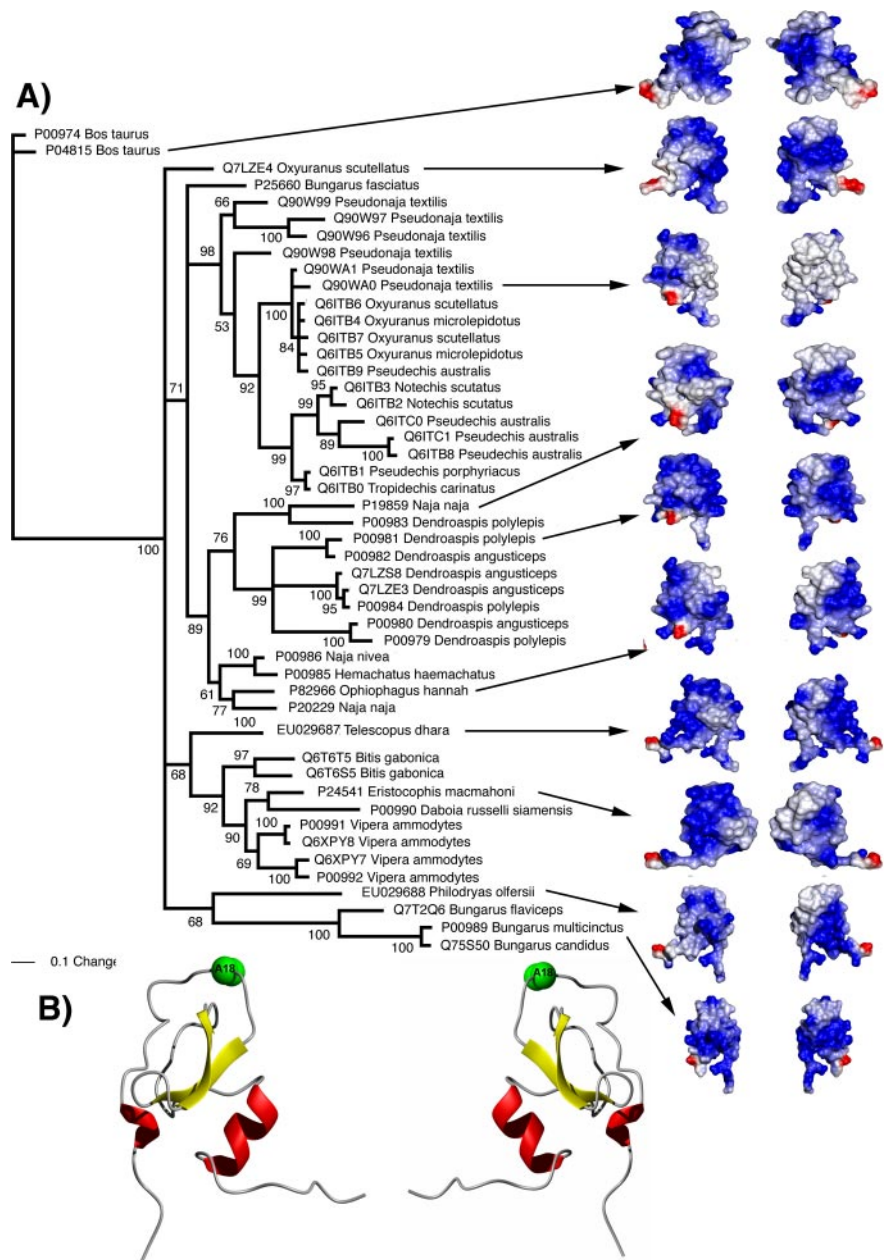 A)
P00974 Bos taurus
P04815 Bos taurus
Q7LZE4 Oxyuranus scutellatus
P25660 Bungarus fasciatus
66
Q90W99 Pseudonaja textilis
Q90W97 Pseudonaja textilis
98
100
Q90W96 Pseudonaja textilis
Q90W98 Pseudonaja textilis
Q90WA1 Pseudonaja textilis
Q90WA0 Pseudonaja textilis
100
Q6ITB6 Oxyuranus scutellatus
53
Q6ITB4 Oxyuranus microlepidotus
Q6ITB7 Oxyuranus scutellatus
84
Q6ITB5 Oxyuranus microlepidotus
Q6ITB9 Pseudechis australis
71
92
95
Q6ITB3 Notechis scutatus
99
Q6ITB2 Notechis scutatus
Q6ITC0 Pseudechis australis
89
Q6ITC1 Pseudechis australis
99
100
Q6ITB8 Pseudechis australis
Q6ITB1 Pseudechis porphyriacus
97
Q6ITB0 Tropidechis carinatus
100
P19859 Naja naja
76
P00983 Dendroaspis polylepis
100
P00981 Dendroaspis polylepis
100
P00982 Dendroaspis angusticeps
Q7LZS8 Dendroaspis angusticeps
99
100
Q7LZE3 Dendroaspis angusticeps
95
P00984 Dendroaspis polylepis
89
P00980 Dendroaspis angusticeps
100
P00979 Dendroaspis polylepis
100
P00986 Naja nivea
P00985 Hemachatus haemachatus
61
P82966 Ophiophagus hannah
77
P20229 Naja naja
100
EU029687 Telescopus dhara
68
97
Q6T6T5 Bitis gabonica
Q6T6S5 Bitis gabonica
92
78
P24541 Eristocophis macmahoni
P00990 Daboia russelli siamensis
90
100
P00991 Vipera ammodytes
Q6XPY8 Vipera ammodytes
69
Q6XPY7 Vipera ammodytes
100
P00992 Vipera ammodytes
EU029688 Philodryas olfersii
68
Q7T2Q6 Bungarus flaviceps
100
P00989 Bungarus multicinctus
100
Q75S50 Bungarus candidus
0.1 Change
B)
A18
A18